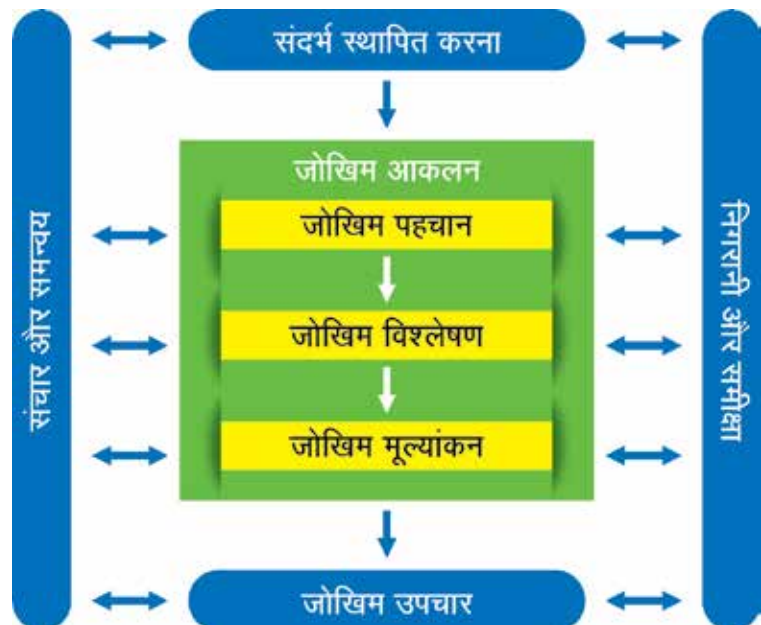 संदर्भ स्थापित करना
जोखिम आकलन
जोखिम पहचान
जोखिम विश्लेषण
जोखिम मूल्यांकन
जोखिम उपचार
संचार और समन्वय
निगरानी और समीक्षा